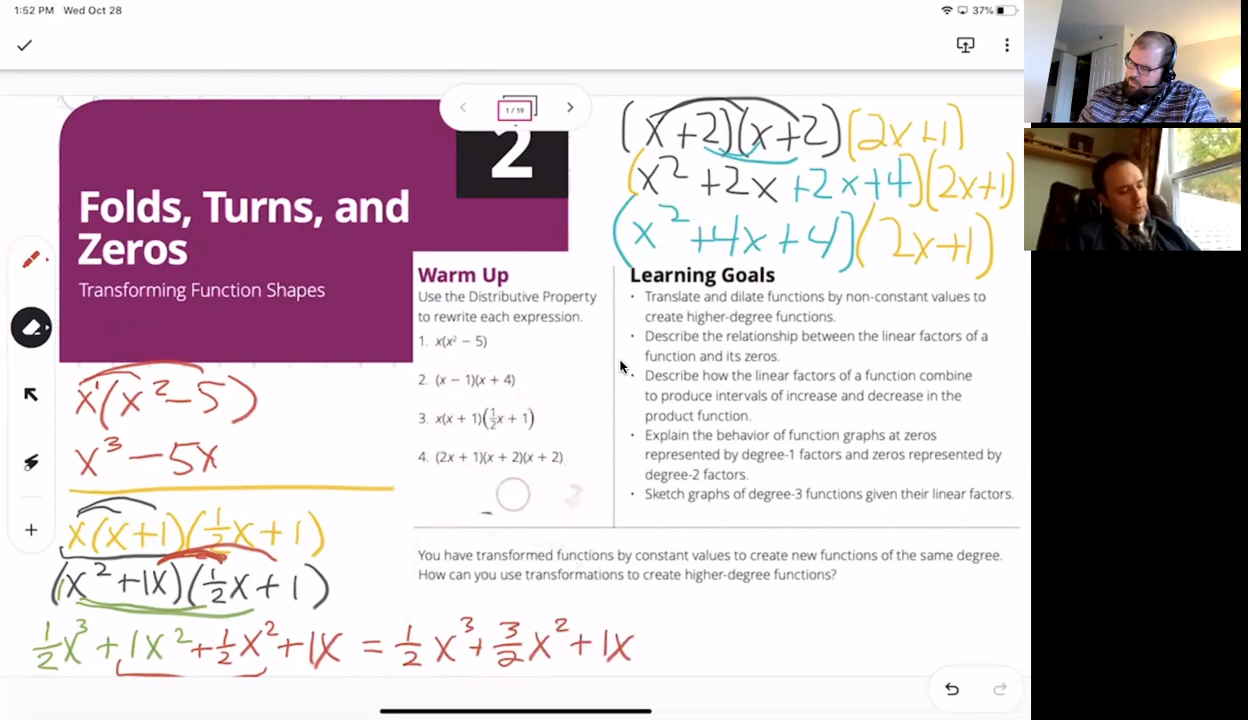 1:52 PM Wed Oct 28
37%
1 / 19
2
Folds, Turns, and
Zeros
Transforming Function Shapes
(x+2)(x+2)(2x+1)
(x² +2x +2x+4)(2x+1)
(x² +4x+4)(2x+1)
Warm Up
Use the Distributive Property
to rewrite each expression.
1. x(x² − 5)
2. (x − 1)(x + 4)
3. x(x + 1)(½x + 1)
4. (2x + 1)(x + 2)(x + 2)
Learning Goals
• Translate and dilate functions by non-constant values to
create higher-degree functions.
• Describe the relationship between the linear factors of a
function and its zeros.
• Describe how the linear factors of a function combine
to produce intervals of increase and decrease in the
product function.
• Explain the behavior of function graphs at zeros
represented by degree-1 factors and zeros represented by
degree-2 factors.
• Sketch graphs of degree-3 functions given their linear factors.
You have transformed functions by constant values to create new functions of the same degree.
How can you use transformations to create higher-degree functions?
x¹(x²−5)
x³ −5x
x(x+1)(½x+1)
(x² +1x)(½x+1)
½x³ +1x² +½x² +1x = ½x³ + 3/2x² +1x